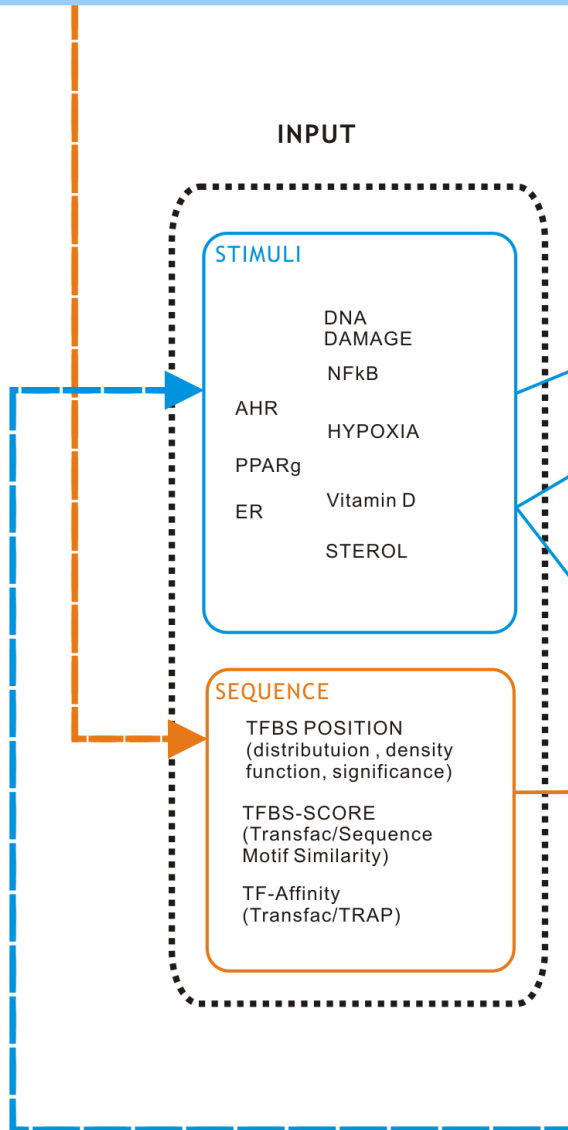 INPUT
STIMULI
DNA
DAMAGE
NFkB
AHR
HYPOXIA
PPARg
Vitamin D
ER
STEROL
SEQUENCE
TFBS POSITION
(distributuion , density
function, significance)
TFBS-SCORE
(Transfac/Sequence
Motif Similarity)
TF-Affinity
(Transfac/TRAP)